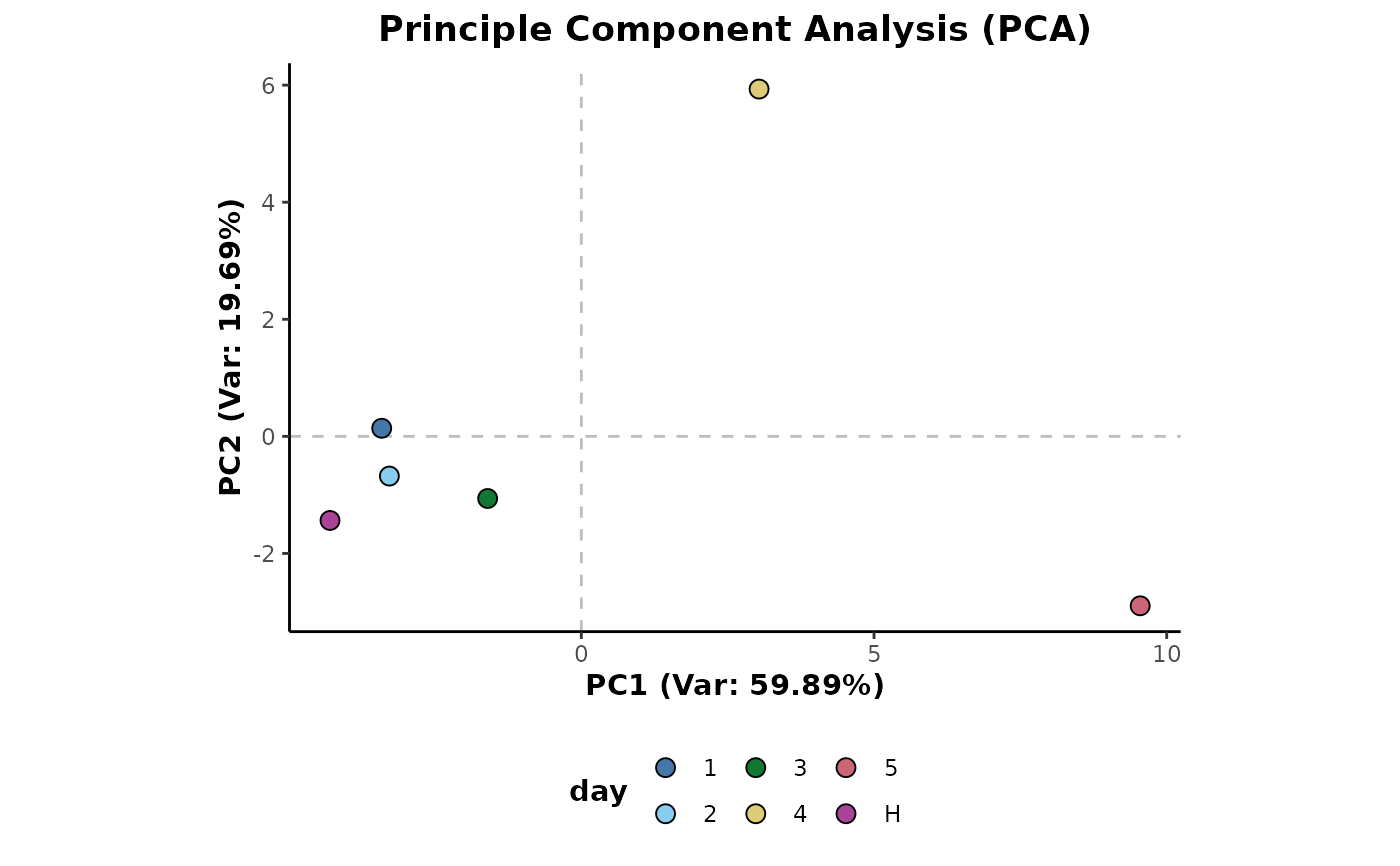 Principle Component Analysis (PCA)
6
4
2
0
-2
PC2 (Var: 19.69%)
0 5 10
PC1 (Var: 59.89%)
day
1 3 5
2 4 H